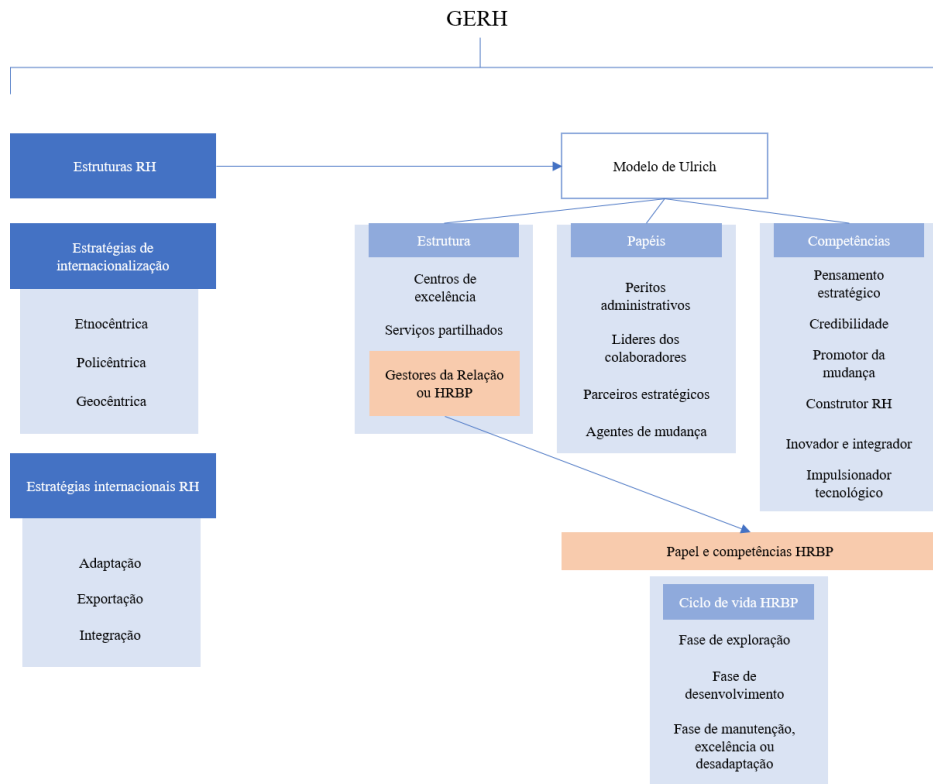 GERH
Estruturas RH
Modelo de Ulrich
Estratégias de
internacionalização
Etnocêntrica
Policêntrica
Geocêntrica
Estratégias internacionais RH
Adaptação
Exportação
Integração
Estrutura
Centros de
excelência
Serviços partilhados
Gestores da Relação
ou HRBP
Papéis
Peritos
administrativos
Lideres dos
colaboradores
Parceiros estratégicos
Agentes de mudança
Competências
Pensamento
estratégico
Credibilidade
Promotor da
mudança
Construtor RH
Inovador e integrador
Impulsionador
tecnológico
Papel e competências HRBP
Ciclo de vida HRBP
Fase de exploração
Fase de
desenvolvimento
Fase de manutenção,
excelência ou
desadaptação